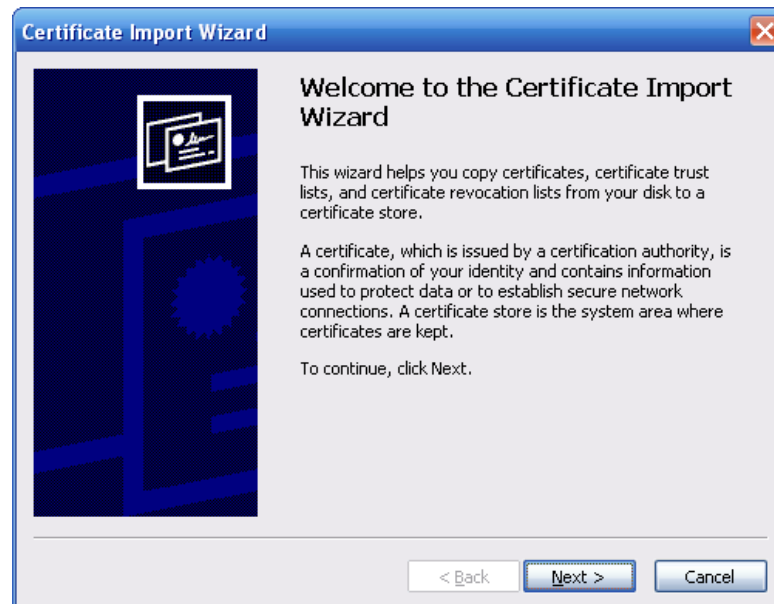 Certificate Import Wizard
Welcome to the Certificate Import
Wizard
This wizard helps you copy certificates, certificate trust
lists, and certificate revocation lists from your disk to a
certificate store.
A certificate, which is issued by a certification authority, is
a confirmation of your identity and contains information
used to protect data or to establish secure network
connections. A certificate store is the system area where
certificates are kept.
To continue, click Next.
< Back Next > Cancel